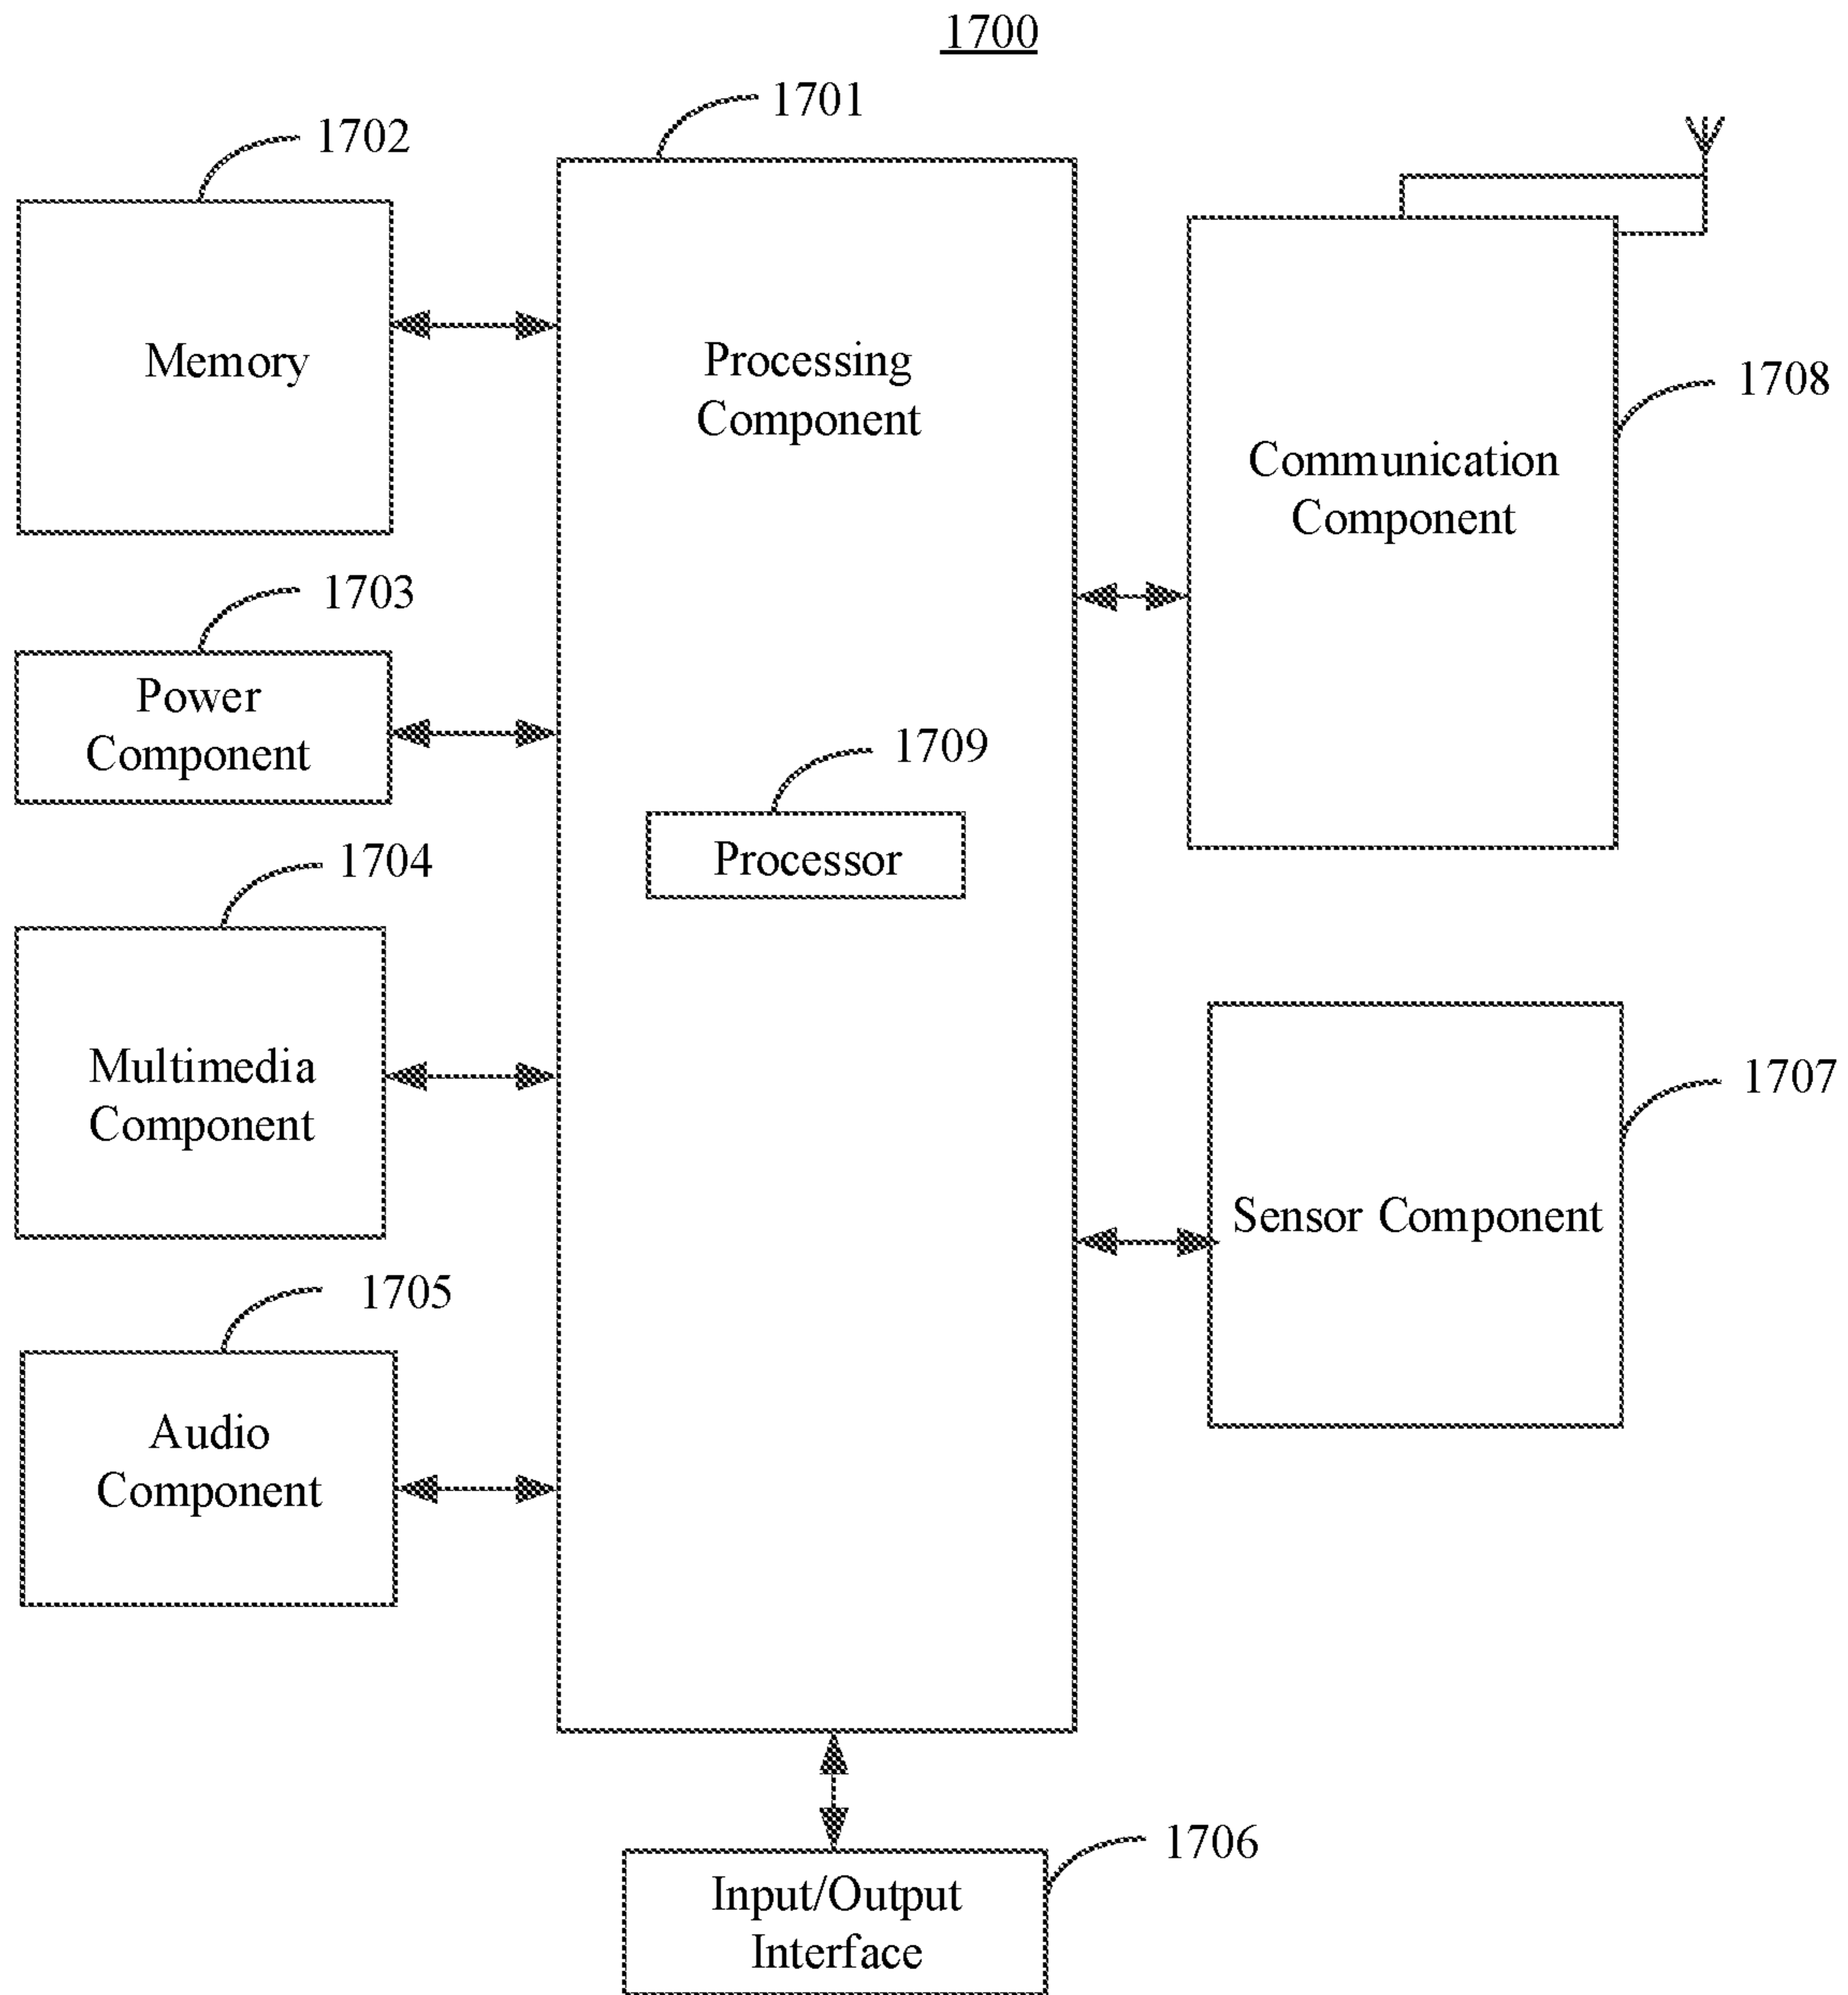 1700
1701
1702
Memory
Processing
Component
1708
Communication
Component
1703
Power
Component
1709
Processor
1704
Multimedia
Component
1707
Sensor Component
1705
Audio
Component
1706
Input/Output
Interface